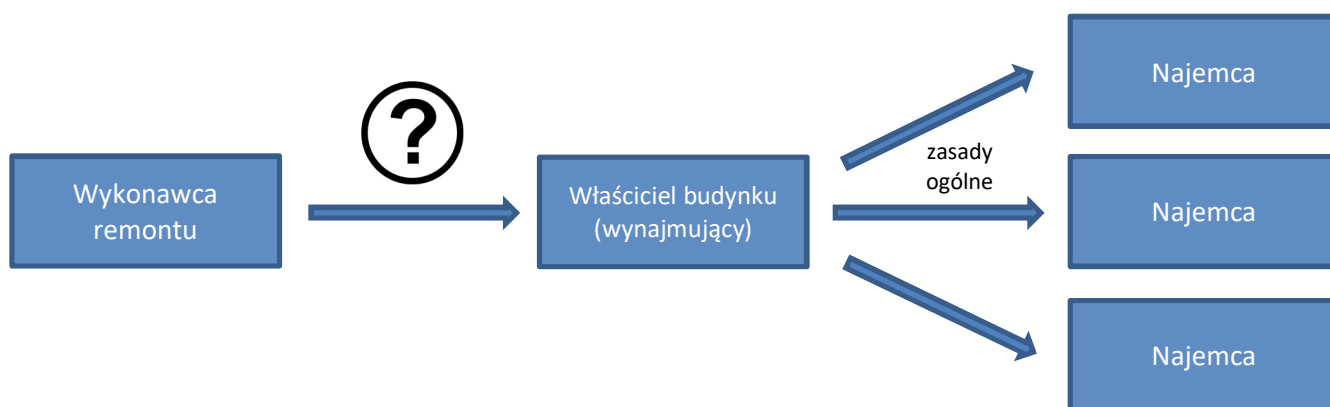 Wykonawca
remontu
?
Właściciel budynku
(wynajmujący)
zasady
ogólne
Najemca
Najemca
Najemca